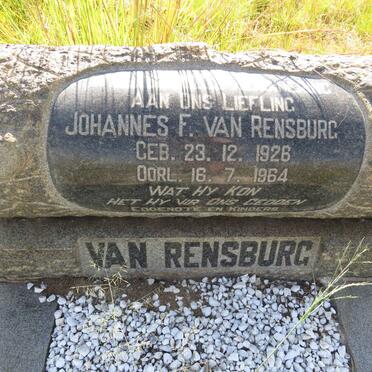 AAN ONS LIEFLING
JOHANNES F. VAN RENSBURG
GEB. 23. 12. 1926
OORL. 16. 7. 1964
WAT HY KON
HET HY VIR ONS GEDOEN
EGGENOTE EN KINDERS
VAN RENSBURG